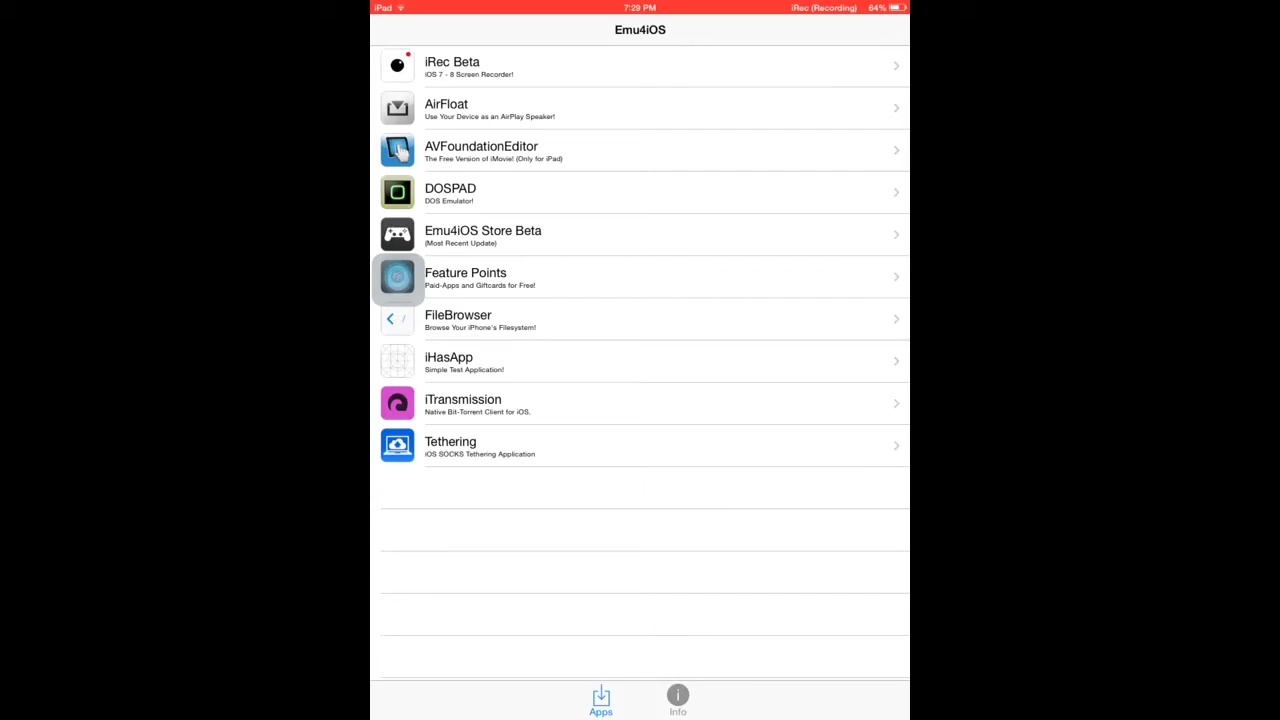 iPad 7:29 PM iRec (Recording) 64%
Emu4iOS
iRec Beta
iOS 7 - 8 Screen Recorder!
AirFloat
Use Your Device as an AirPlay Speaker!
AVFoundationEditor
The Free Version of iMovie! (Only for iPad)
DOSPAD
DOS Emulator!
Emu4iOS Store Beta
(Most Recent Update)
Feature Points
Paid-Apps and Giftcards for Free!
FileBrowser
/
Browse Your iPhone's Filesystem!
iHasApp
Simple Test Application!
iTransmission
Native Bit-Torrent Client for iOS.
Tethering
iOS SOCKS Tethering Application
Apps Info